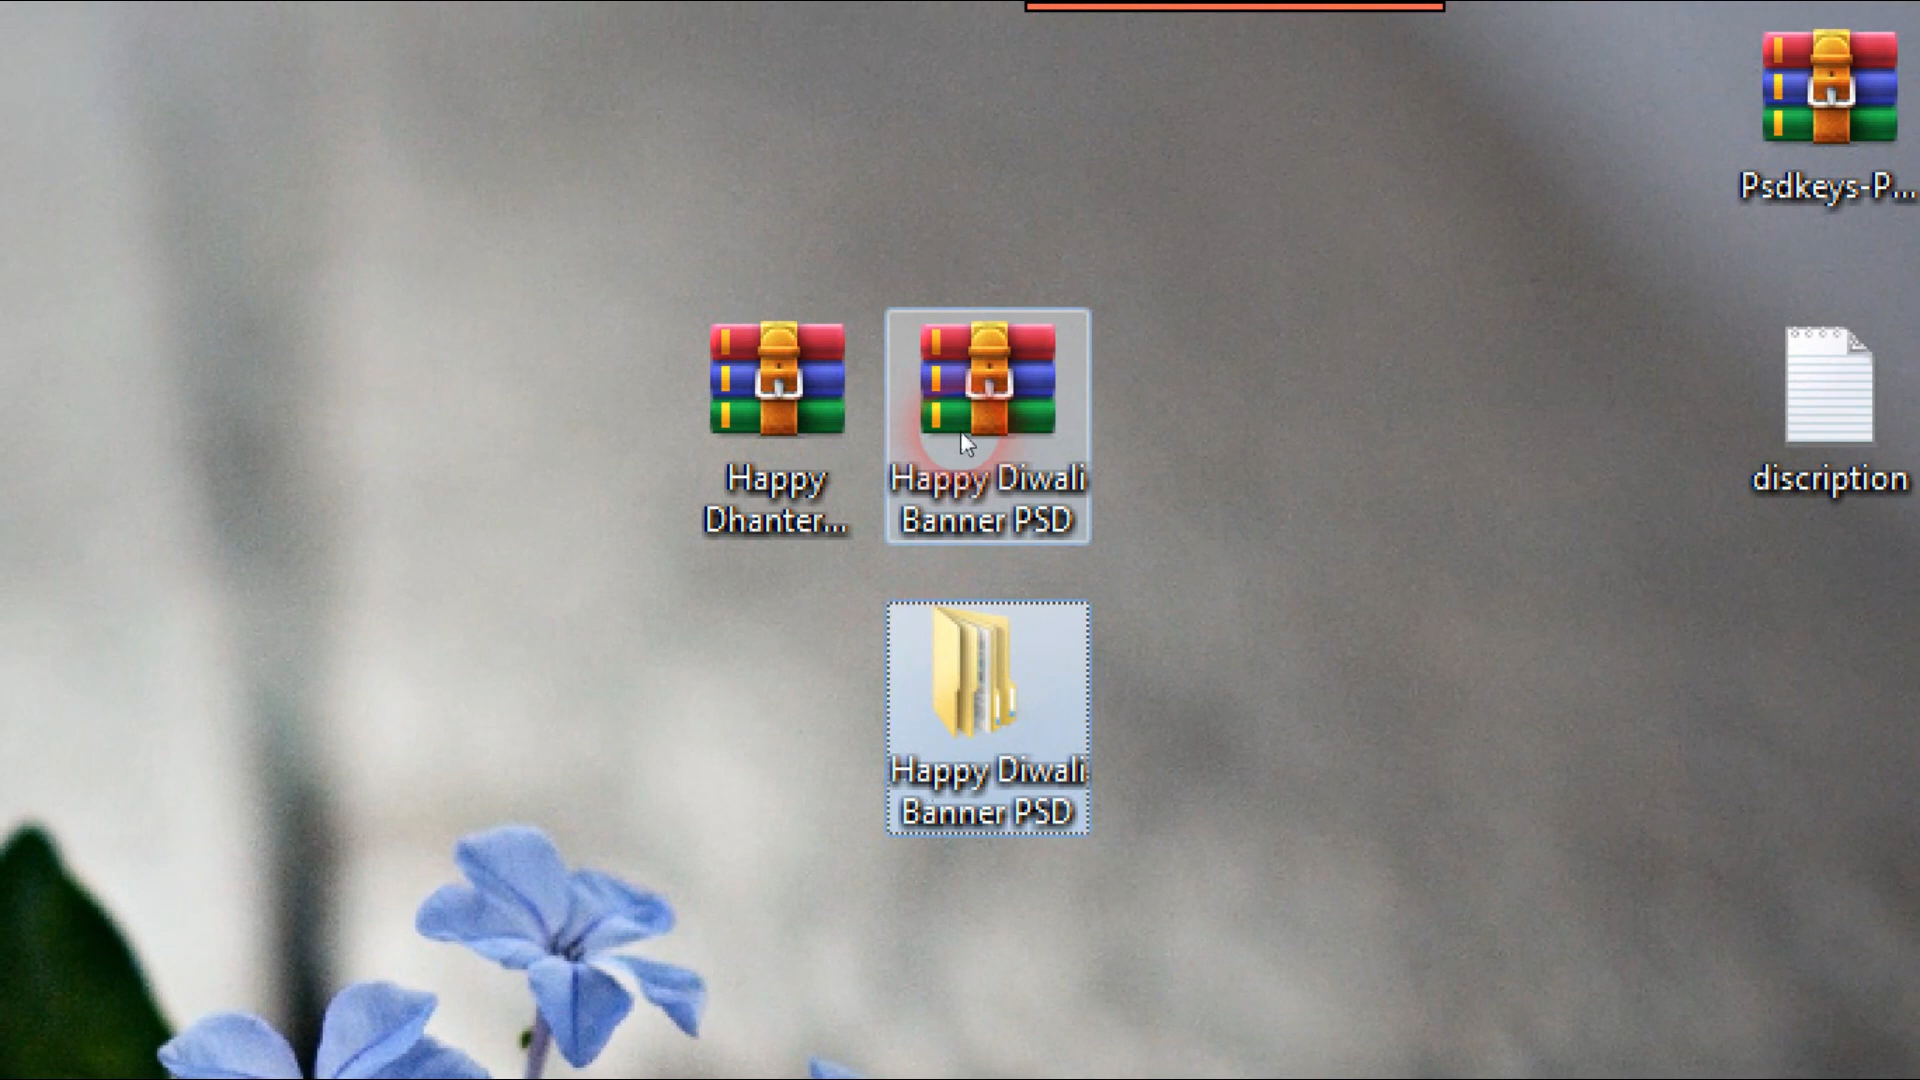 Psdkeys-P...
Happy
Dhanter...
Happy Diwali
Banner PSD
discription
Happy Diwali
Banner PSD